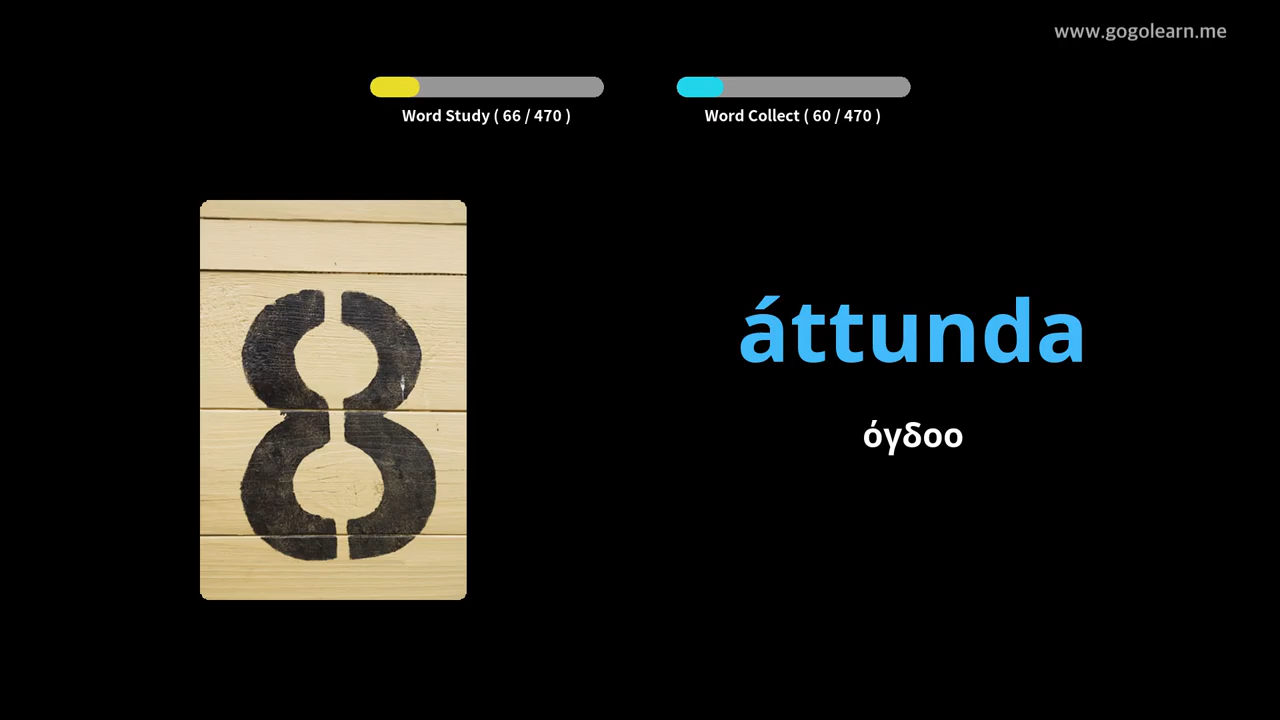 www.gogolearn.me
Word Study ( 66 / 470 )
Word Collect ( 60 / 470 )
8
áttunda
όγδοο